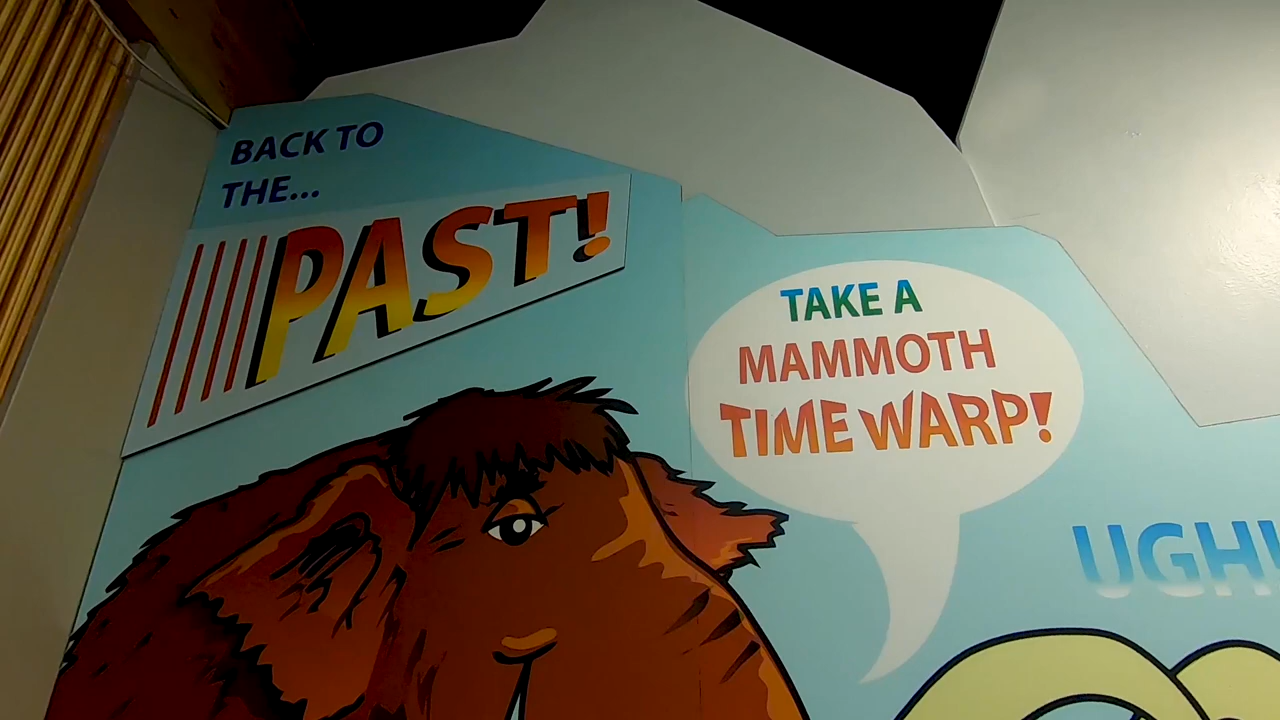 BACK TO
THE...
PAST!
TAKE A
MAMMOTH
TIME WARP!